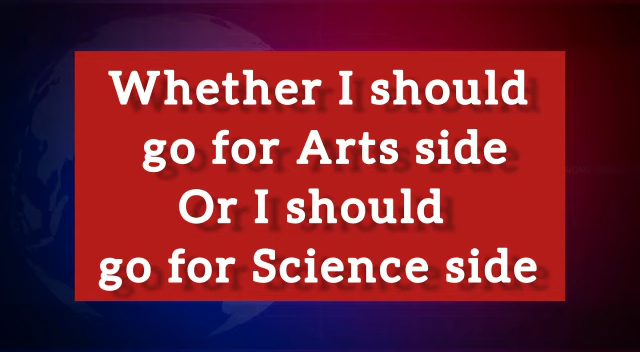 Whether I should
go for Arts side
Or I should
go for Science side